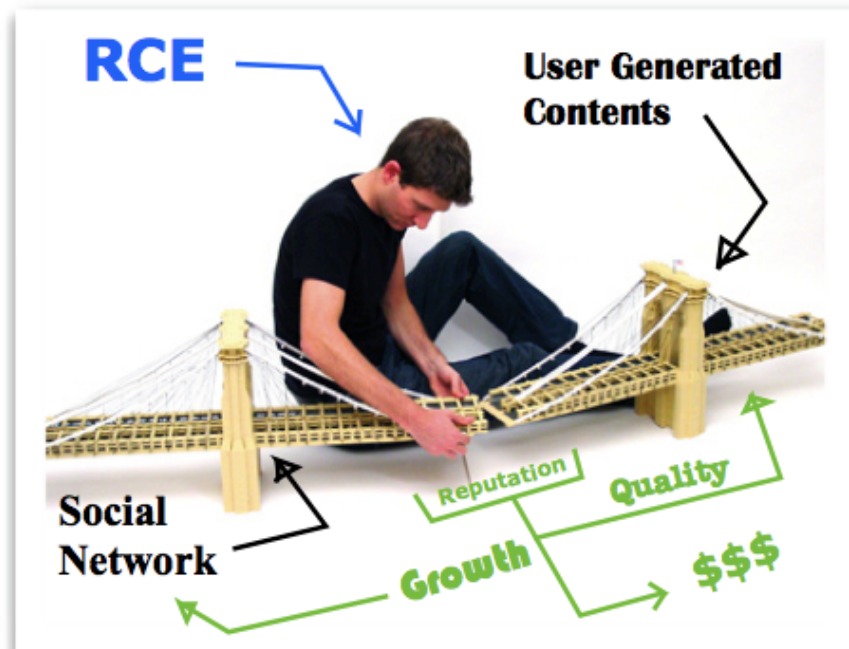 RCE
User Generated
Contents
Reputation
Quality
Social
Network
Growth
$$$